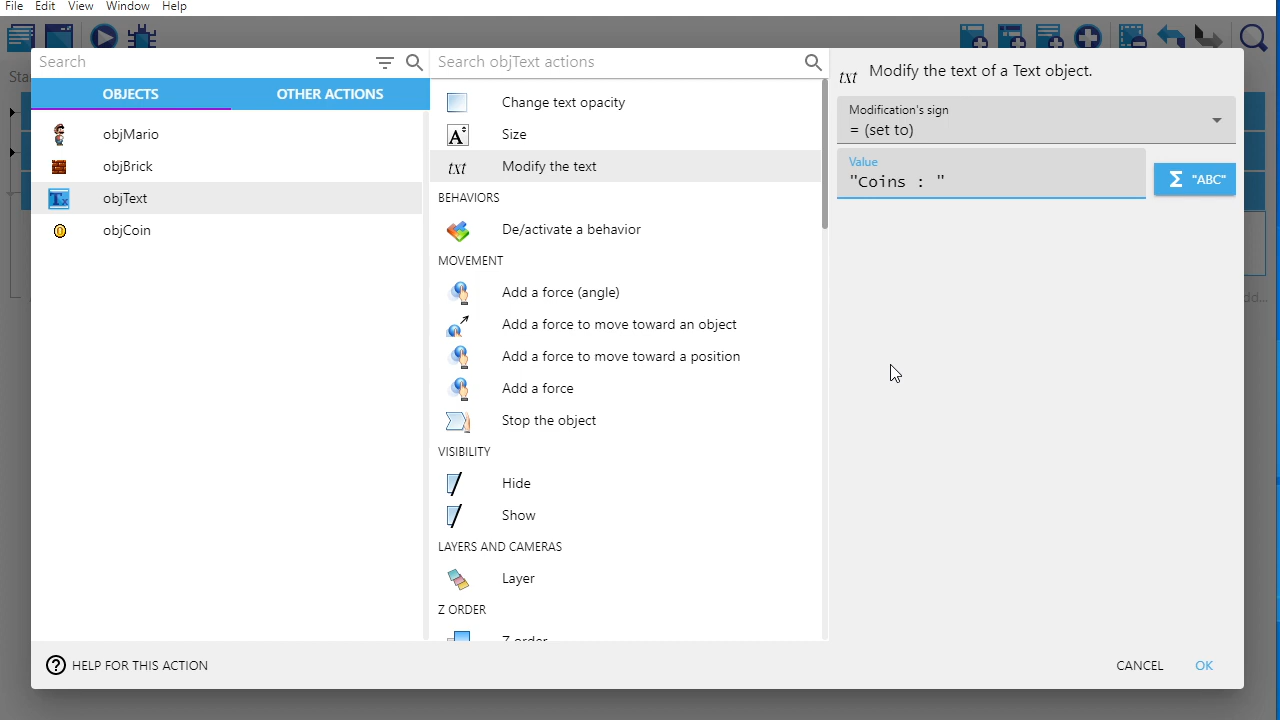 File Edit View Window Help
Sta
Search
Search objText actions
OBJECTS
OTHER ACTIONS
objMario
objBrick
objText
objCoin
Change text opacity
Size
txt Modify the text
BEHAVIORS
De/activate a behavior
MOVEMENT
Add a force (angle)
Add a force to move toward an object
Add a force to move toward a position
Add a force
Stop the object
VISIBILITY
Hide
Show
LAYERS AND CAMERAS
Layer
Z ORDER
Z order
txt Modify the text of a Text object.
Modification's sign
= (set to)
Value
"Coins : "
Σ "ABC"
dd...
HELP FOR THIS ACTION
CANCEL
OK